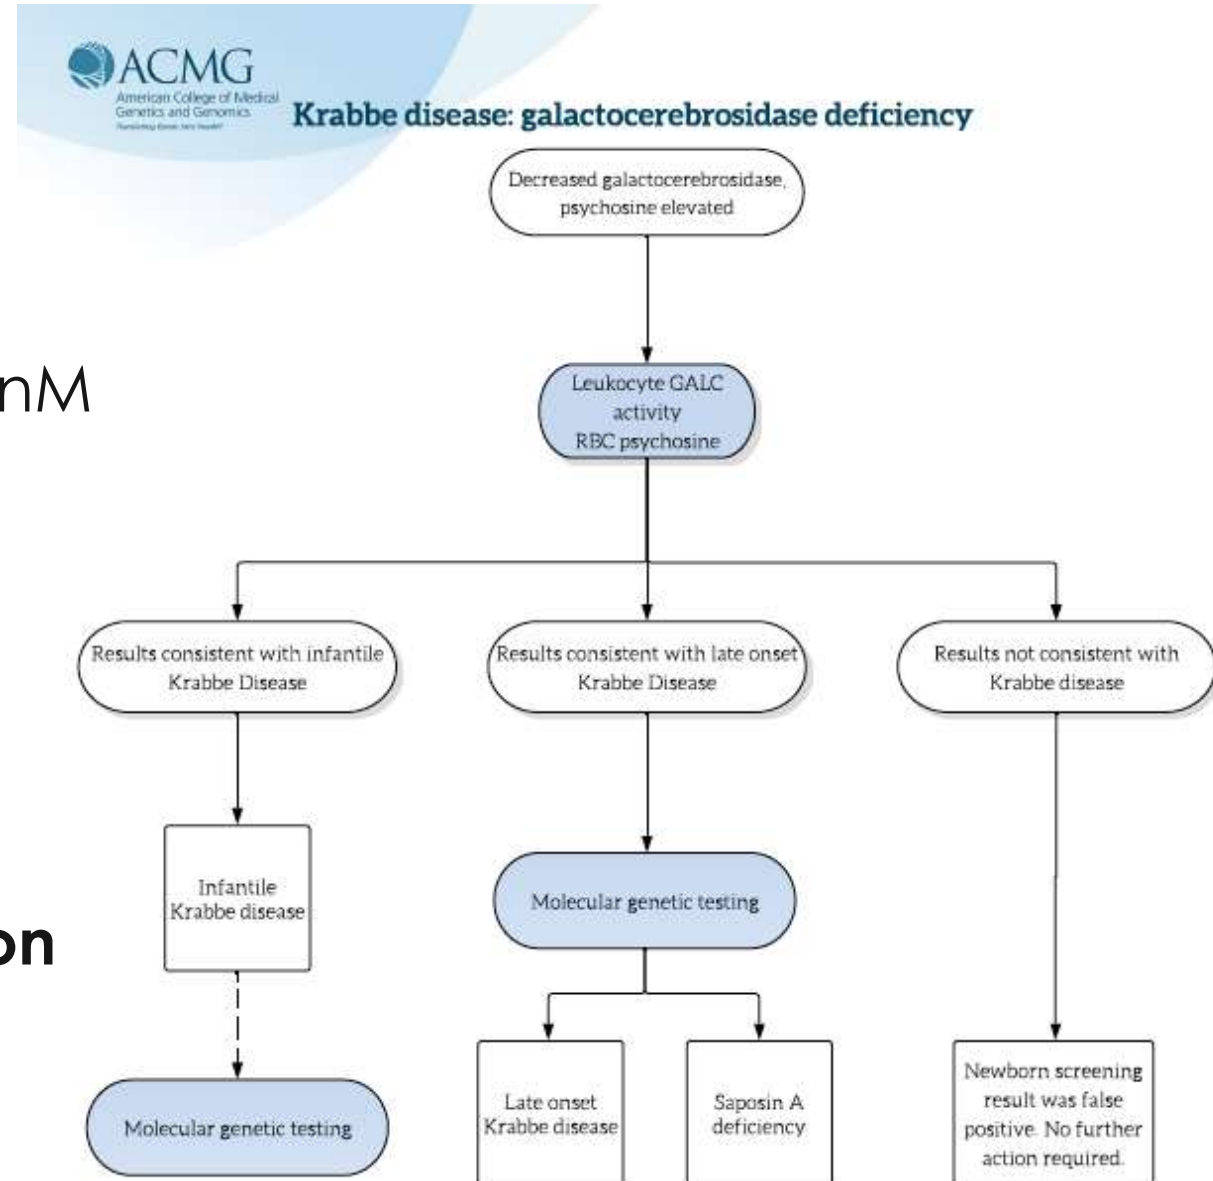 ACMG
American College of Medical
Genetics and Genomics
Krabbe disease: galactocerebrosidase deficiency
Decreased galactocerebrosidase,
psychosine elevated
nM
Leukocyte GALC
activity
RBC psychosine
Results consistent with infantile
Krabbe Disease
Results consistent with late onset
Krabbe Disease
Results not consistent with
Krabbe disease
Infantile
Krabbe disease
Molecular genetic testing
on
Molecular genetic testing
Late onset
Krabbe disease
Saposin A
deficiency
Newborn screening
result was false
positive. No further
action required.